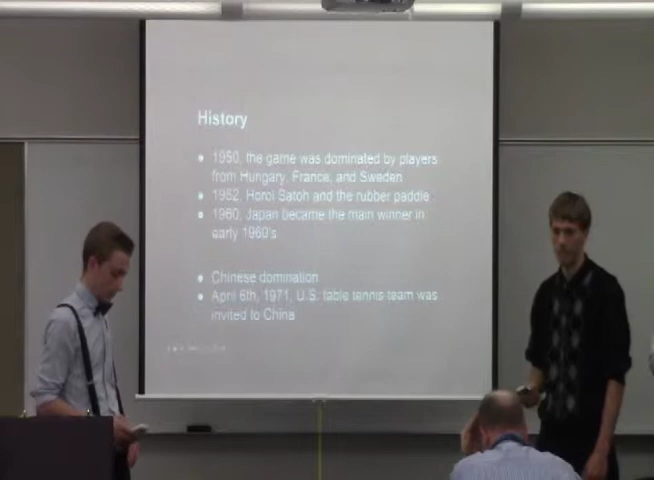 History
● 1950, the game was dominated by players
from Hungary, France, and Sweden
● 1952, Horoi Satoh and the rubber paddle
● 1960, Japan became the main winner in
early 1960's
● Chinese domination
● April 6th, 1971, U.S. table tennis team was
invited to China